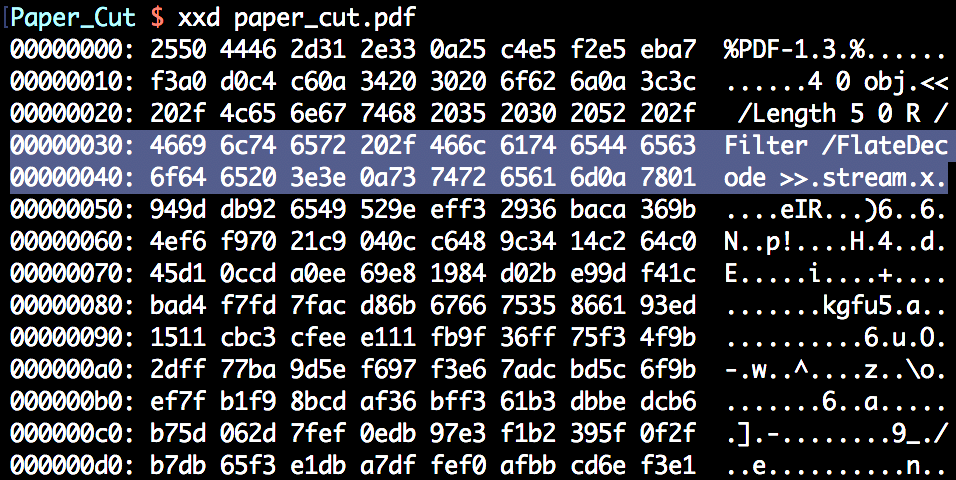 [Paper_Cut $ xxd paper_cut.pdf
00000000: 2550 4446 2d31 2e33 0a25 c4e5 f2e5 eba7  %PDF-1.3.%......
00000010: f3a0 d0c4 c60a 3420 3020 6f62 6a0a 3c3c  ......4 0 obj.<<
00000020: 202f 4c65 6e67 7468 2035 2030 2052 202f   /Length 5 0 R /
00000030: 4669 6c74 6572 202f 466c 6174 6544 6563  Filter /FlateDec
00000040: 6f64 6520 3e3e 0a73 7472 6561 6d0a 7801  ode >>.stream.x.
00000050: 949d db92 6549 529e eff3 2936 baca 369b  ....eIR...)6..6.
00000060: 4ef6 f970 21c9 040c c648 9c34 14c2 64c0  N..p!....H.4..d.
00000070: 45d1 0ccd a0ee 69e8 1984 d02b e99d f41c  E.....i....+....
00000080: bad4 f7fd 7fac d86b 6766 7535 8661 93ed  .......kgfu5.a..
00000090: 1511 cbc3 cfee e111 fb9f 36ff 75f3 4f9b  ..........6.u.O.
000000a0: 2dff 77ba 9d5e f697 f3e6 7adc bd5c 6f9b  -.w..^....z..\o.
000000b0: ef7f b1f9 8bcd af36 bff3 61b3 dbbe dcb6  .......6..a.....
000000c0: b75d 062d 7fef 0edb 97e3 f1b2 395f 0f2f  .].-........9_./
000000d0: b7db 65f3 e1db a7df fef0 afbb cd6e f3e1  ..e..........n..